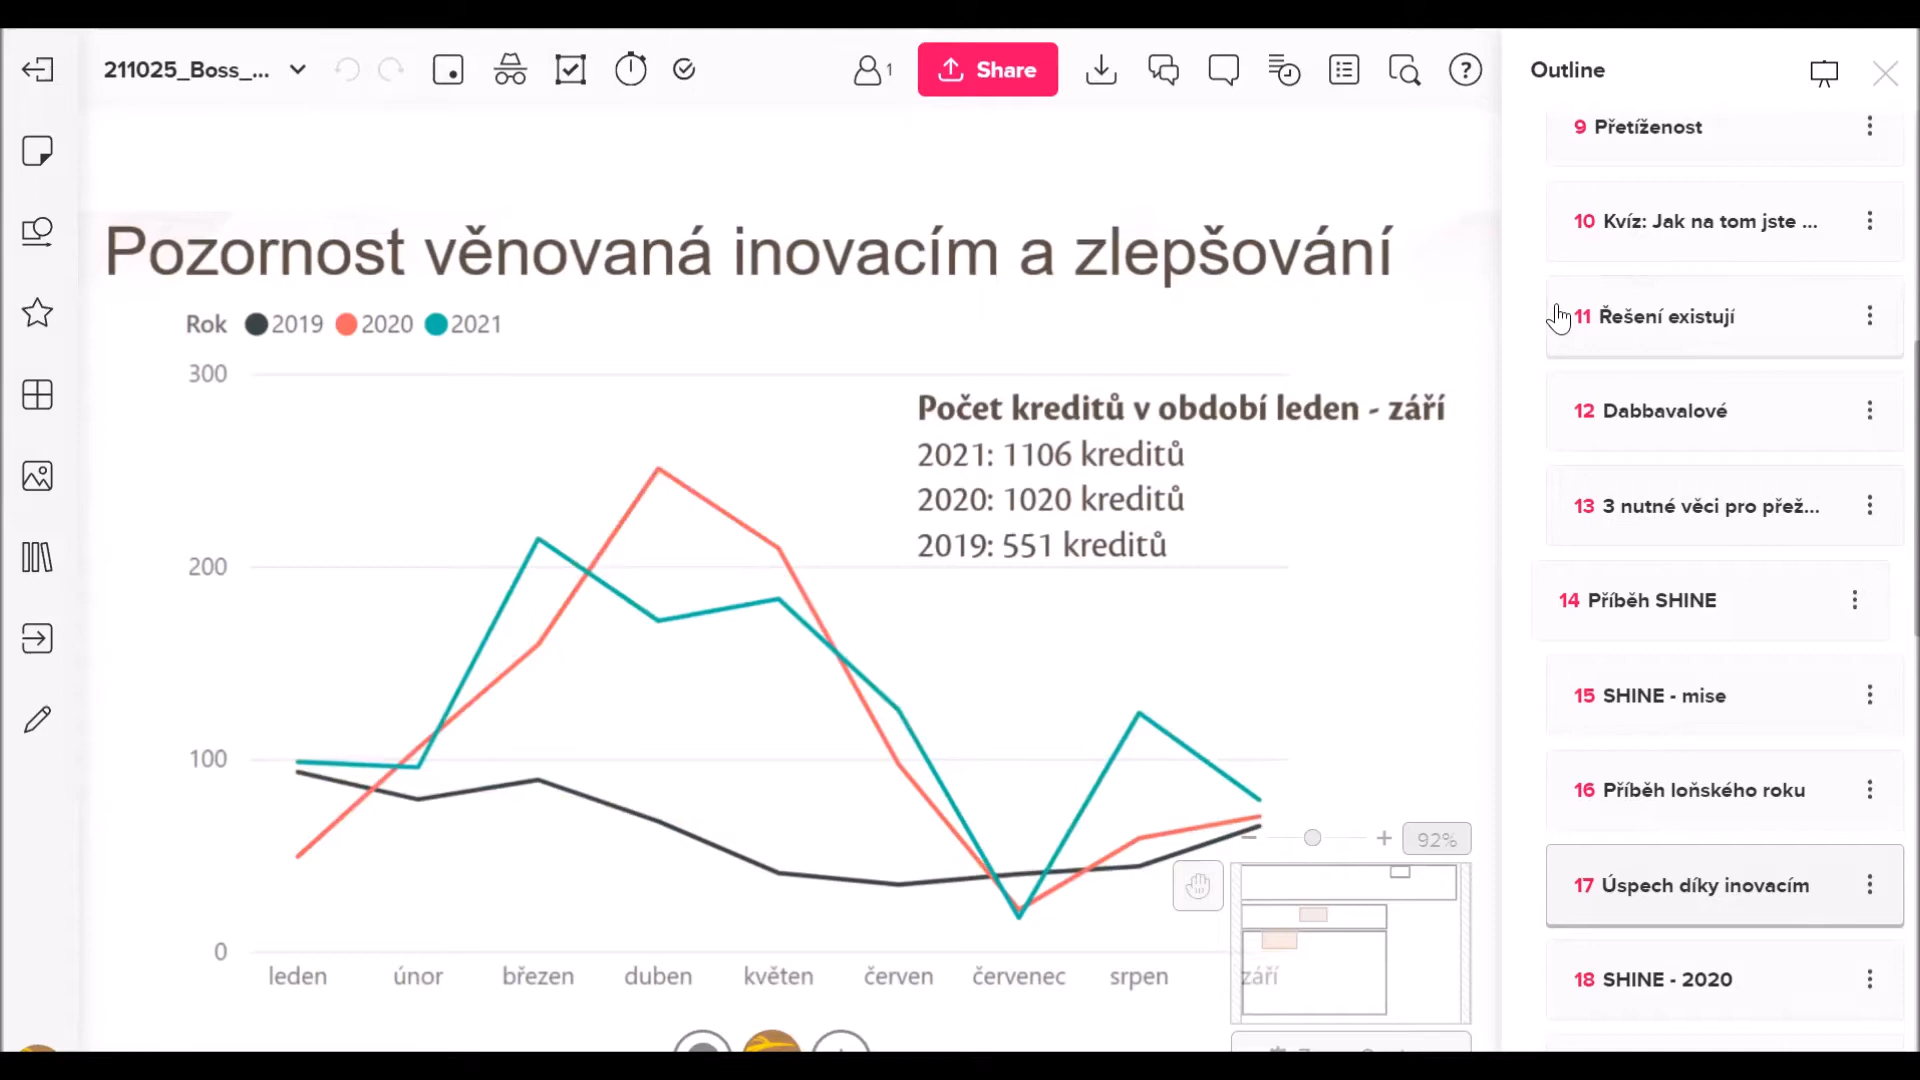 211025_Boss_...
1
Share
?
Outline
9 Přetíženost
10 Kvíz: Jak na tom jste ...
11 Řešení existují
12 Dabbavalové
13 3 nutné věci pro přež...
14 Příběh SHINE
15 SHINE - mise
16 Příběh loňského roku
17 Úspech díky inovacím
18 SHINE - 2020
Pozornost věnovaná inovacím a zlepšování
Rok 2019 2020 2021
300
200
100
0
Počet kreditů v období leden - září
2021: 1106 kreditů
2020: 1020 kreditů
2019: 551 kreditů
leden únor březen duben květen červen červenec srpen září
92%